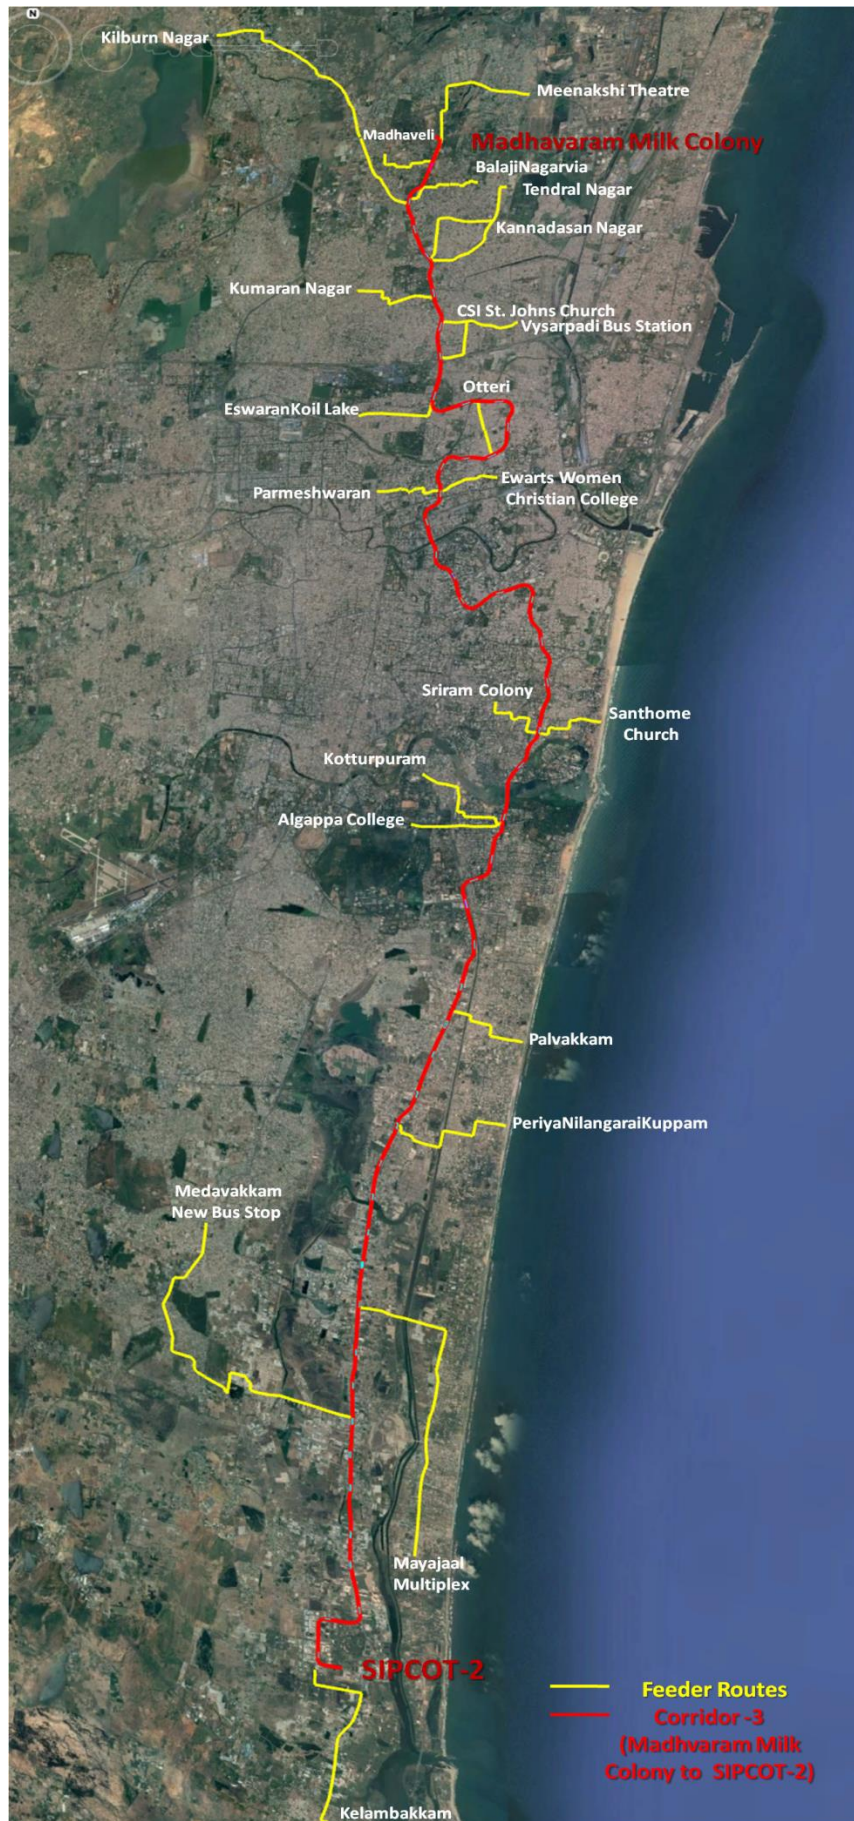 N
Kilburn Nagar
Meenakshi Theatre
Madhaveli
Madhavaram Milk Colony
BalajiNagarvia
Tendral Nagar
Kannadasan Nagar
Kumaran Nagar
CSI St. Johns Church
Vysarpadi Bus Station
Otteri
EswaranKoil Lake
Ewarts Women
Christian College
Parmeshwaran
Sriram Colony
Santhome
Church
Kotturpuram
Algappa College
Palvakkam
PeriyaNilangaraiKuppam
Medavakkam
New Bus Stop
Mayajaal
Multiplex
SIPCOT-2
Feeder Routes
Corridor -3
(Madhvaram Milk
Colony to SIPCOT-2)
Kelambakkam